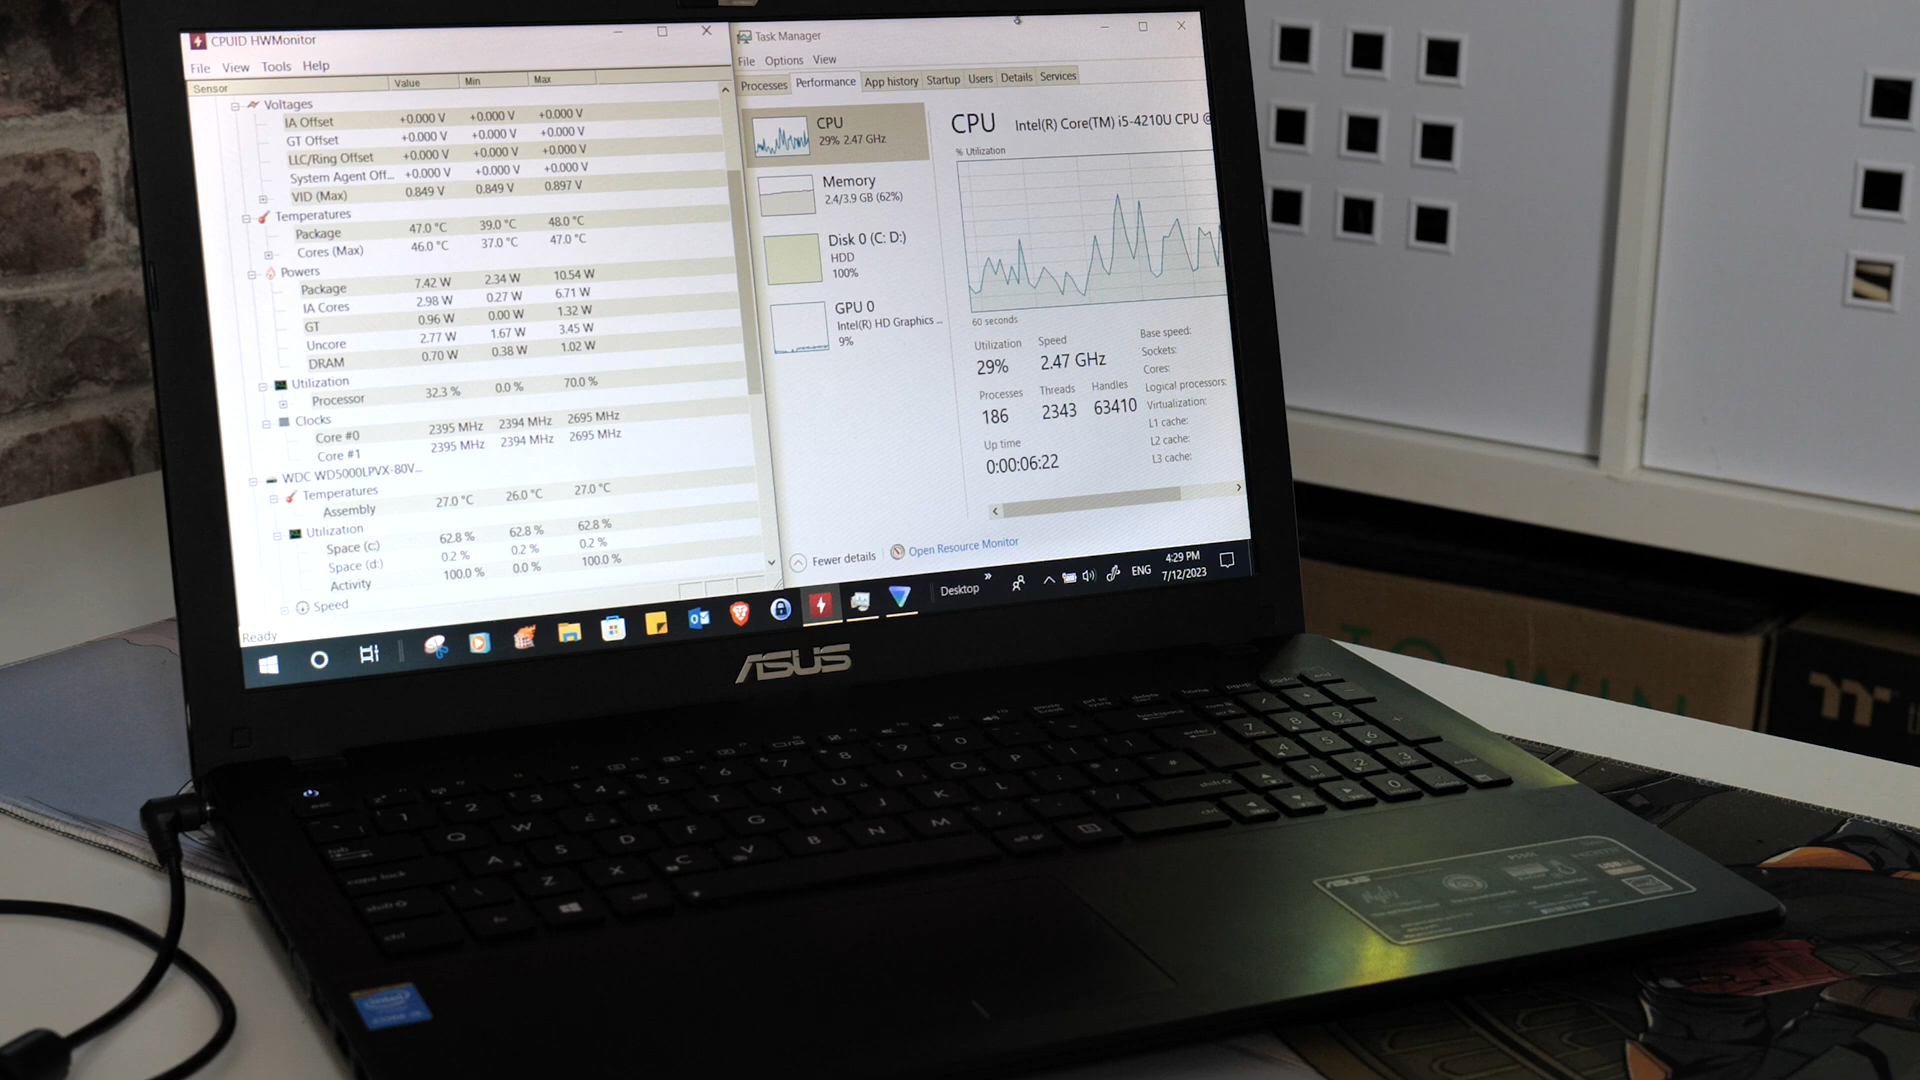 CPUID HWMonitor
File View Tools Help
Sensor Value Min Max
Voltages
IA Offset +0.000 V +0.000 V +0.000 V
GT Offset +0.000 V +0.000 V +0.000 V
LLC/Ring Offset +0.000 V +0.000 V +0.000 V
System Agent Off... +0.000 V +0.000 V +0.000 V
VID (Max) 0.849 V 0.849 V 0.897 V
Temperatures
Package 47.0 °C 39.0 °C 48.0 °C
Cores (Max) 46.0 °C 37.0 °C 47.0 °C
Powers
Package 7.42 W 2.34 W 10.54 W
IA Cores 2.98 W 0.27 W 6.71 W
GT 0.96 W 0.00 W 1.32 W
Uncore 2.77 W 1.67 W 3.45 W
DRAM 0.70 W 0.38 W 1.02 W
Utilization
Processor 32.3 % 0.0 % 70.0 %
Clocks
Core #0 2395 MHz 2394 MHz 2695 MHz
Core #1 2395 MHz 2394 MHz 2695 MHz
WDC WD5000LPVX-80V...
Temperatures
Assembly 27.0 °C 26.0 °C 27.0 °C
Utilization
Space (c:) 62.8 % 62.8 % 62.8 %
Space (d:) 0.2 % 0.2 % 0.2 %
Activity 100.0 % 0.0 % 100.0 %
Speed
Ready
Task Manager
File Options View
Processes Performance App history Startup Users Details Services
CPU
29% 2.47 GHz
Memory
2.4/3.9 GB (62%)
Disk 0 (C: D:)
HDD
100%
GPU 0
Intel(R) HD Graphics ...
9%
CPU Intel(R) Core(TM) i5-4210U CPU @
% Utilization
60 seconds
Utilization Speed
29% 2.47 GHz
Processes Threads Handles
186 2343 63410
Up time
0:00:06:22
Base speed:
Sockets:
Cores:
Logical processors:
Virtualization:
L1 cache:
L2 cache:
L3 cache:
Fewer details Open Resource Monitor
Desktop » ENG 4:29 PM
7/12/2023
ASUS